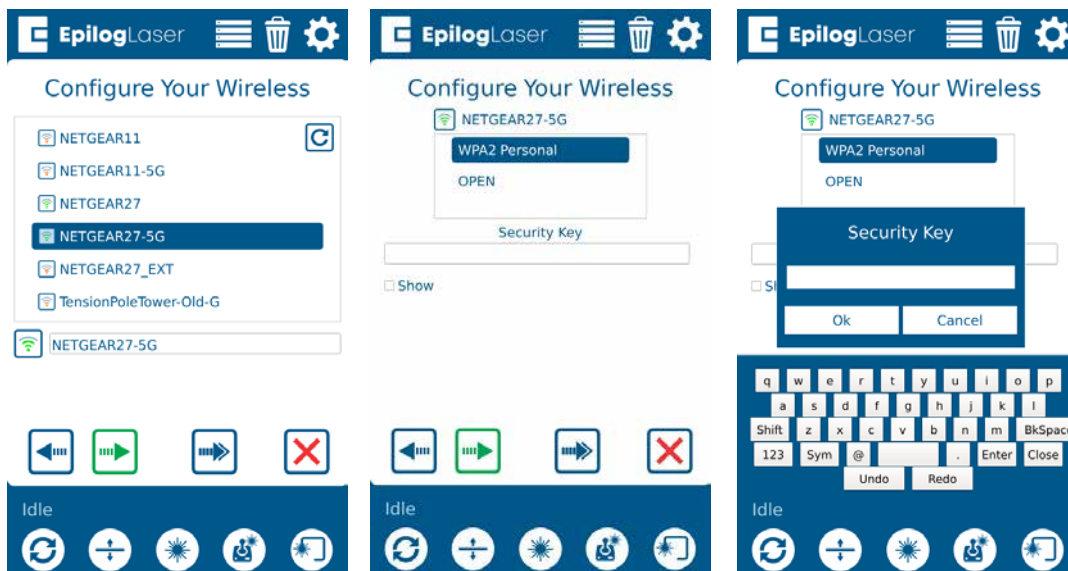 EpilogLaser
Configure Your Wireless
NETGEAR11
NETGEAR11-5G
NETGEAR27
NETGEAR27-5G
NETGEAR27_EXT
TensionPoleTower-Old-G
NETGEAR27-5G
Idle
EpilogLaser
Configure Your Wireless
NETGEAR27-5G
WPA2 Personal
OPEN
Security Key
Show
Idle
EpilogLaser
Configure Your Wireless
NETGEAR27-5G
WPA2 Personal
OPEN
Security Key
Sh
Ok Cancel
q w e r t y u i o p
a s d f g h j k l
Shift z x c v b n m BkSpace
123 Sym @ . Enter Close
Undo Redo
Idle